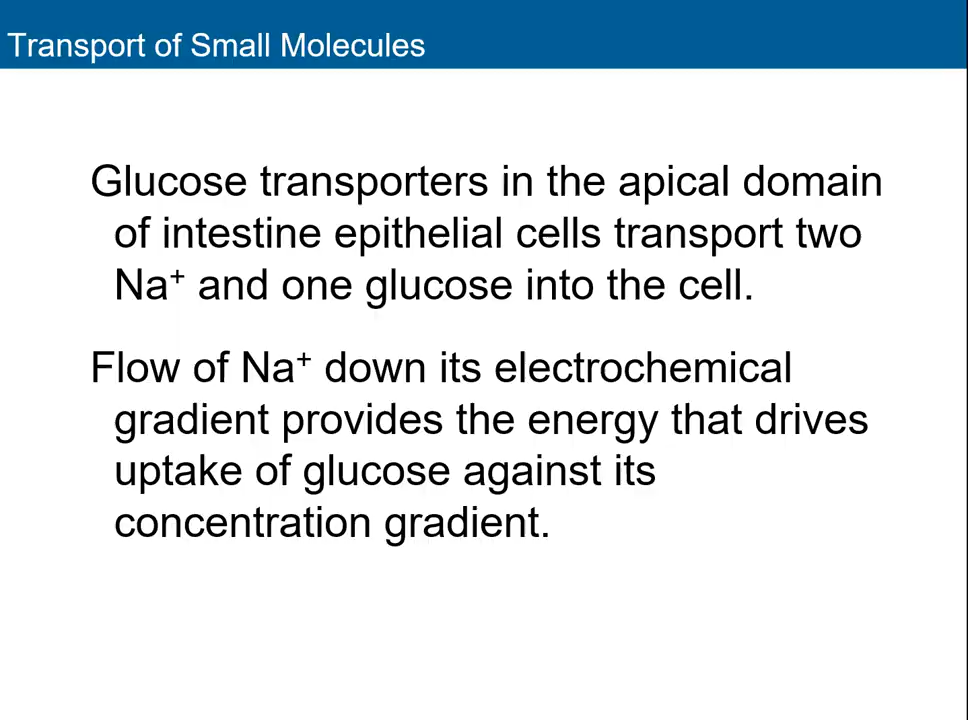 Transport of Small Molecules
Glucose transporters in the apical domain
of intestine epithelial cells transport two
Na⁺ and one glucose into the cell.
Flow of Na⁺ down its electrochemical
gradient provides the energy that drives
uptake of glucose against its
concentration gradient.